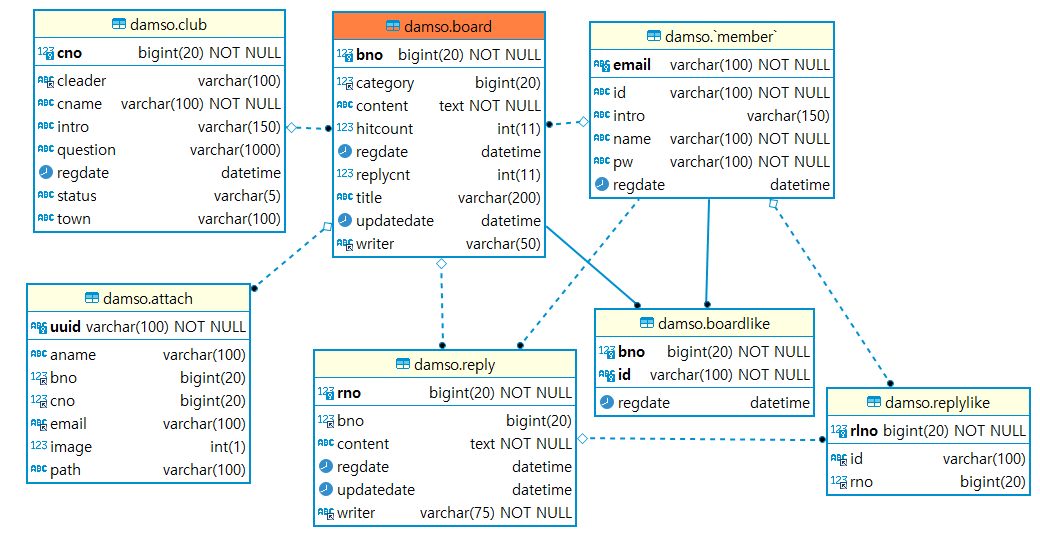 damso.club
cno bigint(20) NOT NULL
cleader varchar(100)
cname varchar(100) NOT NULL
intro varchar(150)
question varchar(1000)
regdate datetime
status varchar(5)
town varchar(100)
damso.board
bno bigint(20) NOT NULL
category bigint(20)
content text NOT NULL
hitcount int(11)
regdate datetime
replycnt int(11)
title varchar(200)
updatedate datetime
writer varchar(50)
damso.`member`
email varchar(100) NOT NULL
id varchar(100) NOT NULL
intro varchar(150)
name varchar(100) NOT NULL
pw varchar(100) NOT NULL
regdate datetime
damso.attach
uuid varchar(100) NOT NULL
aname varchar(100)
bno bigint(20)
cno bigint(20)
email varchar(100)
image int(1)
path varchar(100)
damso.reply
rno bigint(20) NOT NULL
bno bigint(20)
content text NOT NULL
regdate datetime
updatedate datetime
writer varchar(75) NOT NULL
damso.boardlike
bno bigint(20) NOT NULL
id varchar(100) NOT NULL
regdate datetime
damso.replylike
rlno bigint(20) NOT NULL
id varchar(100)
rno bigint(20)